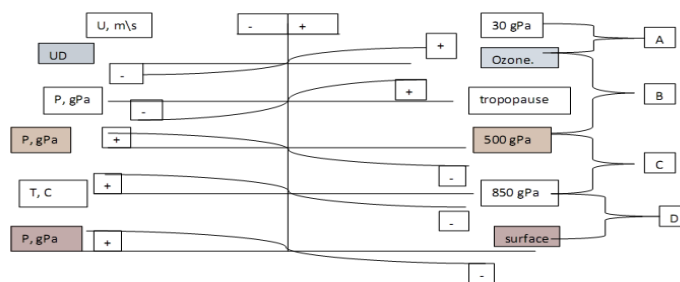 U, m\s - + 30 gPa A
UD + Ozone.
-
P, gPa + tropopause B
-
P, gPa + 500 gPa
- C
T, C + 850 gPa
- D
P, gPa + surface
-